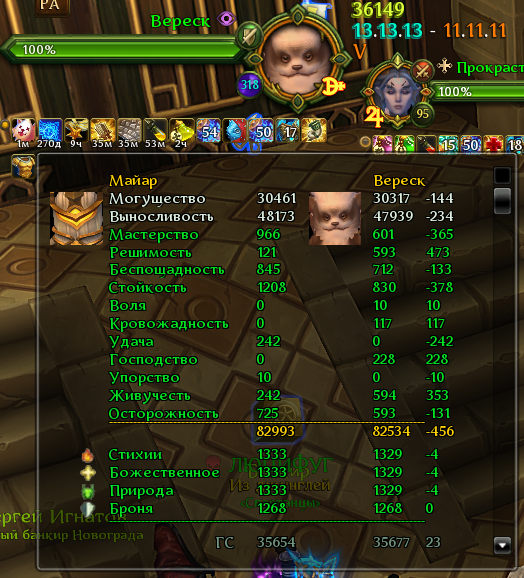 РА
Вереск
100%
318
36149
13.13.13 - 11.11.11
V
Прокраст
100%
95
1м 270д 9ч 35м 35м 53м 2ч 54 50 17
15 50 18
Майар Вереск
Могущество 30461 30317 -144
Выносливость 48173 47939 -234
Мастерство 966 601 -365
Решимость 121 593 473
Беспощадность 845 712 -133
Стойкость 1208 830 -378
Воля 0 10 10
Кровожадность 0 117 117
Удача 242 0 -242
Господство 0 228 228
Упорство 10 0 -10
Живучесть 242 594 353
Осторожность 725 593 -131
82993 82534 -456
Стихии 1333 1329 -4
Божественное 1333 1329 -4
Природа 1333 1329 -4
Броня 1268 1268 0
ергей Игнатов
ый банкир Новограда
ГС 35654 35677 23